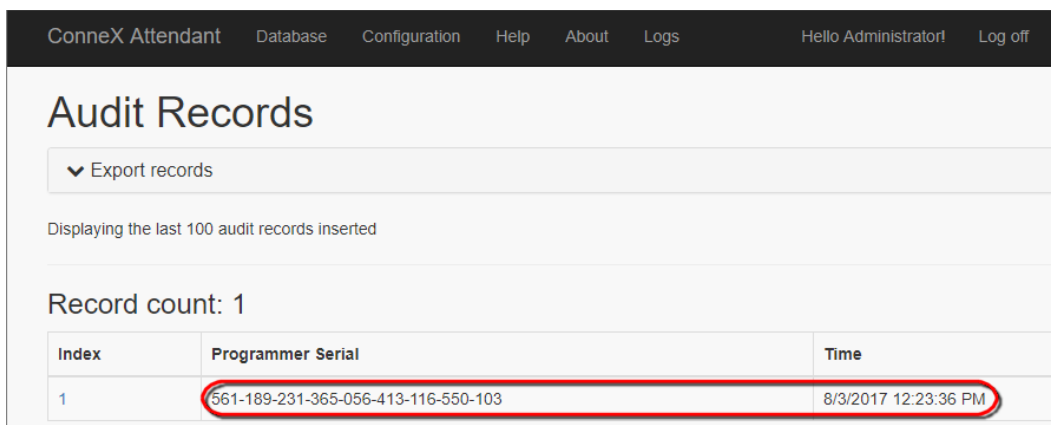 ConneX Attendant Database Configuration Help About Logs Hello Administrator! Log off
Audit Records
Export records
Displaying the last 100 audit records inserted
Record count: 1
Index Programmer Serial Time
1 561-189-231-365-056-413-116-550-103 8/3/2017 12:23:36 PM